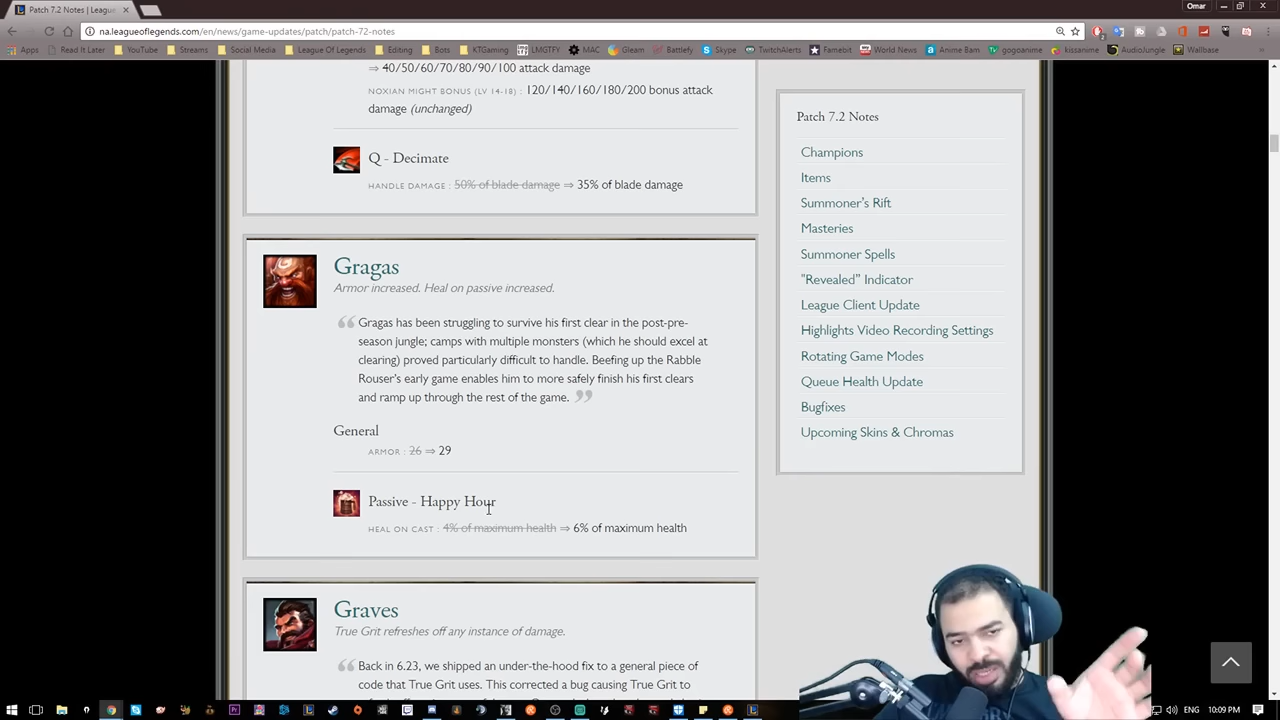 Patch 7.2 Notes | League
Omar
na.leagueoflegends.com/en/news/game-updates/patch/patch-72-notes
Apps Read It Later YouTube Streams Social Media League Of Legends Editing Bots KTGaming LMGTFY MAC Gleam Battlefy Skype TwitchAlerts Famebit World News Anime Bam gogoanime kissanime AudioJungle Wallbase
⇒ 40/50/60/70/80/90/100 attack damage
NOXIAN MIGHT BONUS (LV 14-18) : 120/140/160/180/200 bonus attack
damage (unchanged)
Q - Decimate
HANDLE DAMAGE : 50% of blade damage ⇒ 35% of blade damage
Gragas
Armor increased. Heal on passive increased.
Gragas has been struggling to survive his first clear in the post-pre-
season jungle; camps with multiple monsters (which he should excel at
clearing) proved particularly difficult to handle. Beefing up the Rabble
Rouser's early game enables him to more safely finish his first clears
and ramp up through the rest of the game.
General
ARMOR : 26 ⇒ 29
Passive - Happy Hour
HEAL ON CAST : 4% of maximum health ⇒ 6% of maximum health
Graves
True Grit refreshes off any instance of damage.
Back in 6.23, we shipped an under-the-hood fix to a general piece of
code that True Grit uses. This corrected a bug causing True Grit to
Patch 7.2 Notes
Champions
Items
Summoner's Rift
Masteries
Summoner Spells
"Revealed" Indicator
League Client Update
Highlights Video Recording Settings
Rotating Game Modes
Queue Health Update
Bugfixes
Upcoming Skins & Chromas
10:09 PM